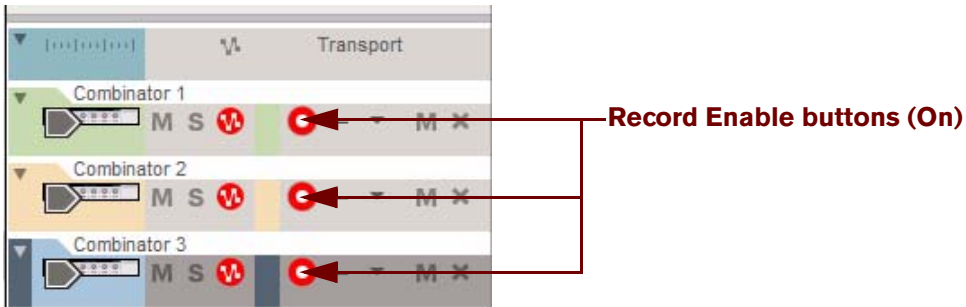 Transport
Combinator 1
M S M
Record Enable buttons (On)
Combinator 2
M S M
Combinator 3
M S M